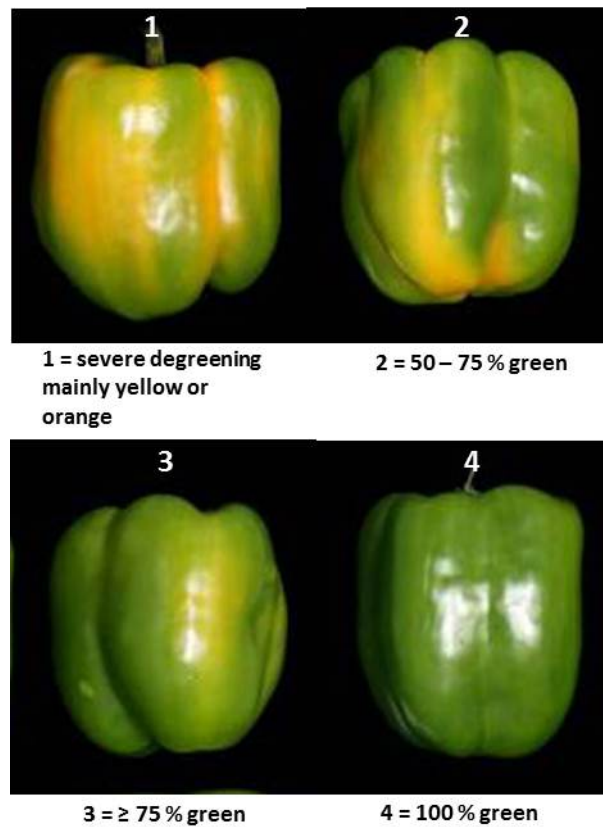 1
2
1 = severe degreening
mainly yellow or
orange
2 = 50 – 75 % green
3
4
3 = ≥ 75 % green
4 = 100 % green